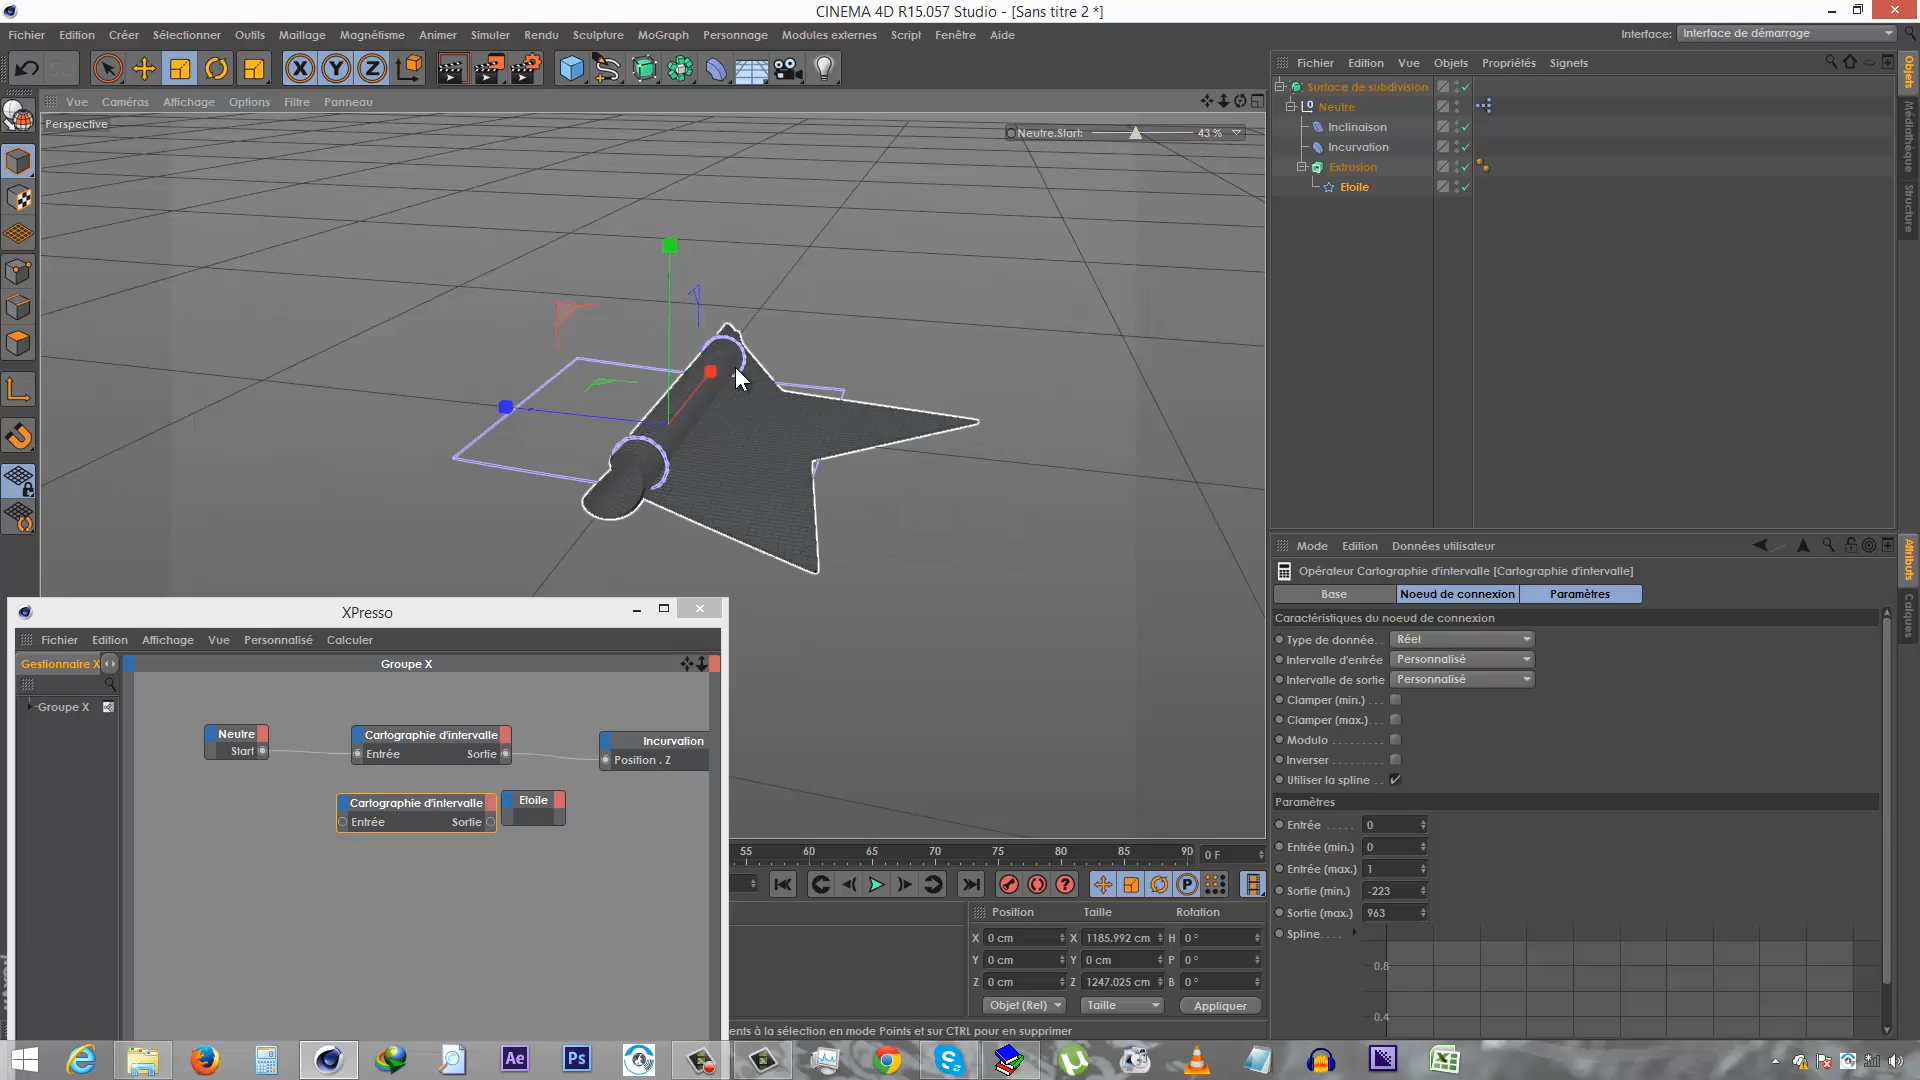 CINEMA 4D R15.057 Studio - [Sans titre 2 *]
Fichier Edition Créer Sélectionner Outils Maillage Magnétisme Animer Simuler Rendu Sculpture MoGraph Personnage Modules externes Script Fenêtre Aide
Interface: Interface de démarrage
Vue Caméras Affichage Options Filtre Panneau
Perspective
Neutre.Start: 43 %
Fichier Edition Vue Objets Propriétés Signets
Surface de subdivision
Neutre
Inclinaison
Incurvation
Extrusion
Etoile
Objets
Médiathèque
Structure
Mode Edition Données utilisateur
Opérateur Cartographie d'intervalle [Cartographie d'intervalle]
Base Noeud de connexion Paramètres
Caractéristiques du noeud de connexion
Type de donnée. . Réel
Intervalle d'entrée Personnalisé
Intervalle de sortie Personnalisé
Clamper (min.) . . .
Clamper (max.) . . .
Modulo . . . . . . . . .
Inverser . . . . . . . . .
Utiliser la spline . .
Paramètres
Entrée . . . . . 0
Entrée (min.) 0
Entrée (max.) 1
Sortie (min.) -223
Sortie (max.) 963
Spline. . . .
0.8
0.4
Attributs
Calques
XPresso
Fichier Edition Affichage Vue Personnalisé Calculer
Gestionnaire X
Groupe X
Groupe X
Neutre
Start
Cartographie d'intervalle
Entrée Sortie
Incurvation
Position . Z
Cartographie d'intervalle
Entrée Sortie
Etoile
55 60 65 70 75 80 85 90 0 F
Position Taille Rotation
X 0 cm X 1185.992 cm H 0 °
Y 0 cm Y 0 cm P 0 °
Z 0 cm Z 1247.025 cm B 0 °
Objet (Rel) Taille Appliquer
ents à la sélection en mode Points et sur CTRL pour en supprimer
Ae
Ps